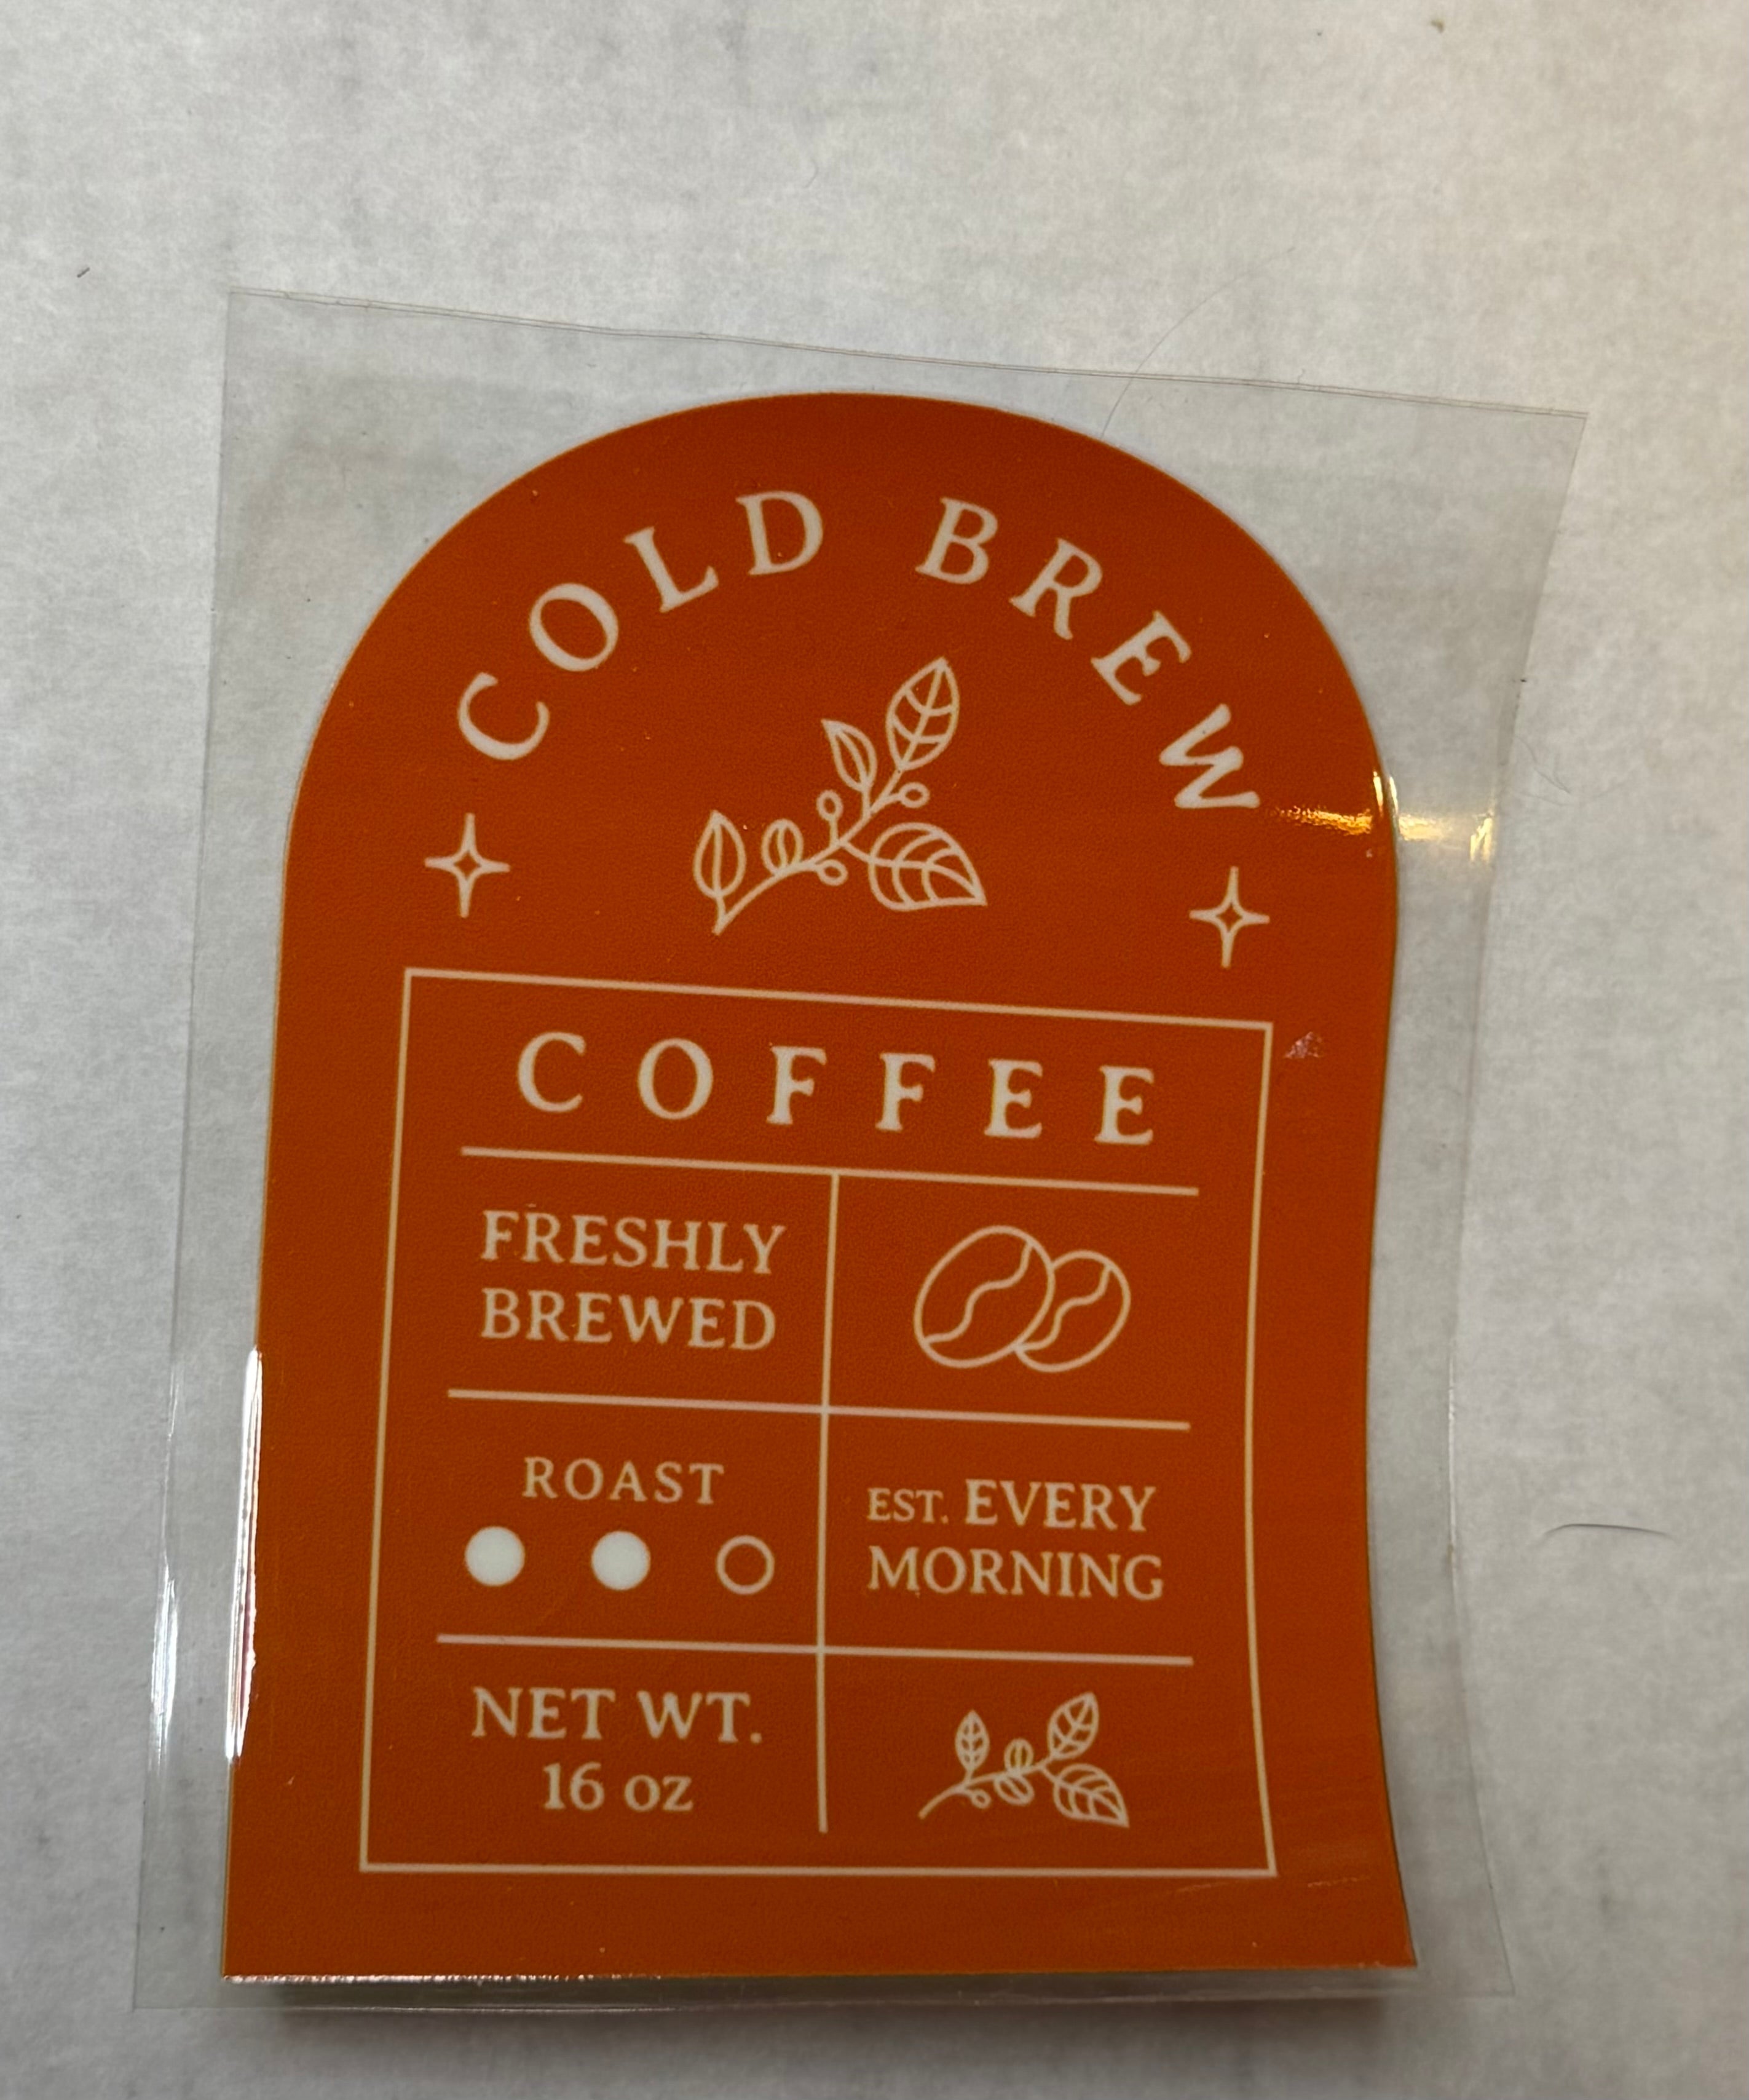 COLD BREW
COFFEE
FRESHLY
BREWED
ROAST
EST. EVERY
MORNING
NET WT.
16 oz